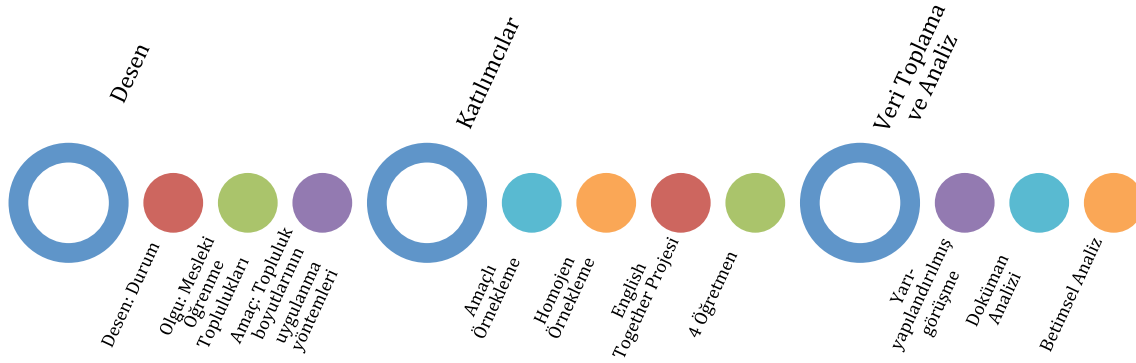 Desen
Desen: Durum
Olgu: Mesleki
Öğrenme
Toplulukları
Amaç: Topluluk
boyutlarının
uygulanma
yöntemleri
Katılımcılar
Amaçlı
Örnekleme
Homojen
Örnekleme
English
Together Projesi
4 Öğretmen
Veri Toplama
ve Analiz
Yarı-
yapılandırılmış
görüşme
Doküman
Analizi
Betimsel Analiz